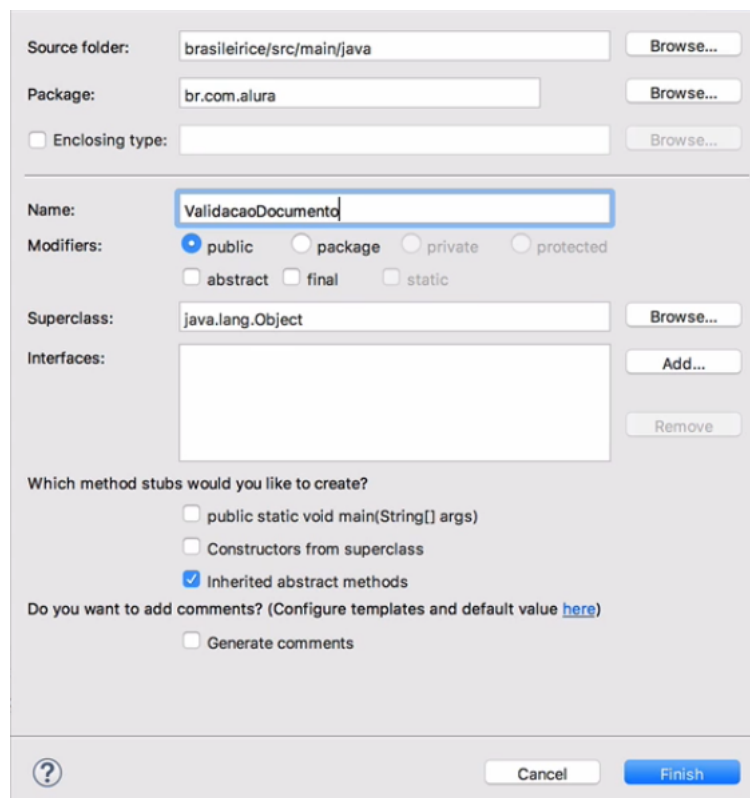 Source folder: brasileirice/src/main/java Browse...
Package: br.com.alura Browse...
Enclosing type: Browse...
Name: ValidacaoDocumento
Modifiers: public package private protected
abstract final static
Superclass: java.lang.Object Browse...
Interfaces: Add...
Remove
Which method stubs would you like to create?
public static void main(String[] args)
Constructors from superclass
Inherited abstract methods
Do you want to add comments? (Configure templates and default value here)
Generate comments
? Cancel Finish